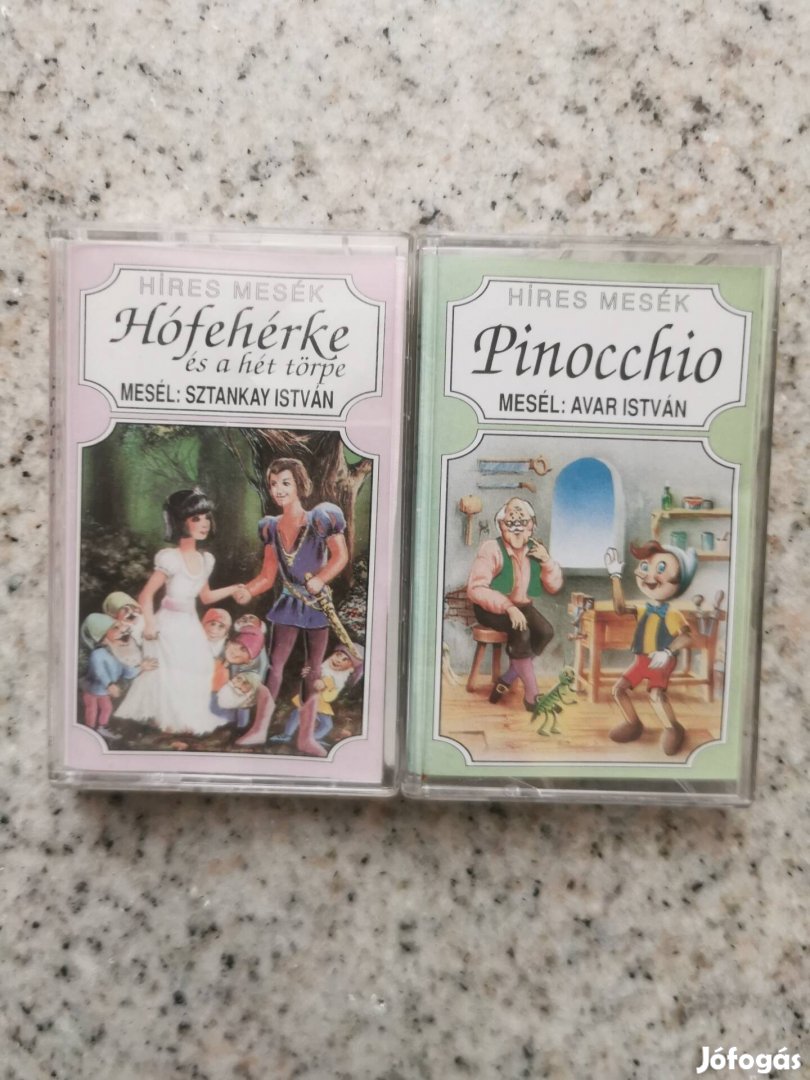 HÍRES MESÉK
Hófehérke
és a hét törpe
MESÉL: SZTANKAY ISTVÁN
HÍRES MESÉK
Pinocchio
MESÉL: AVAR ISTVÁN
Jófogás